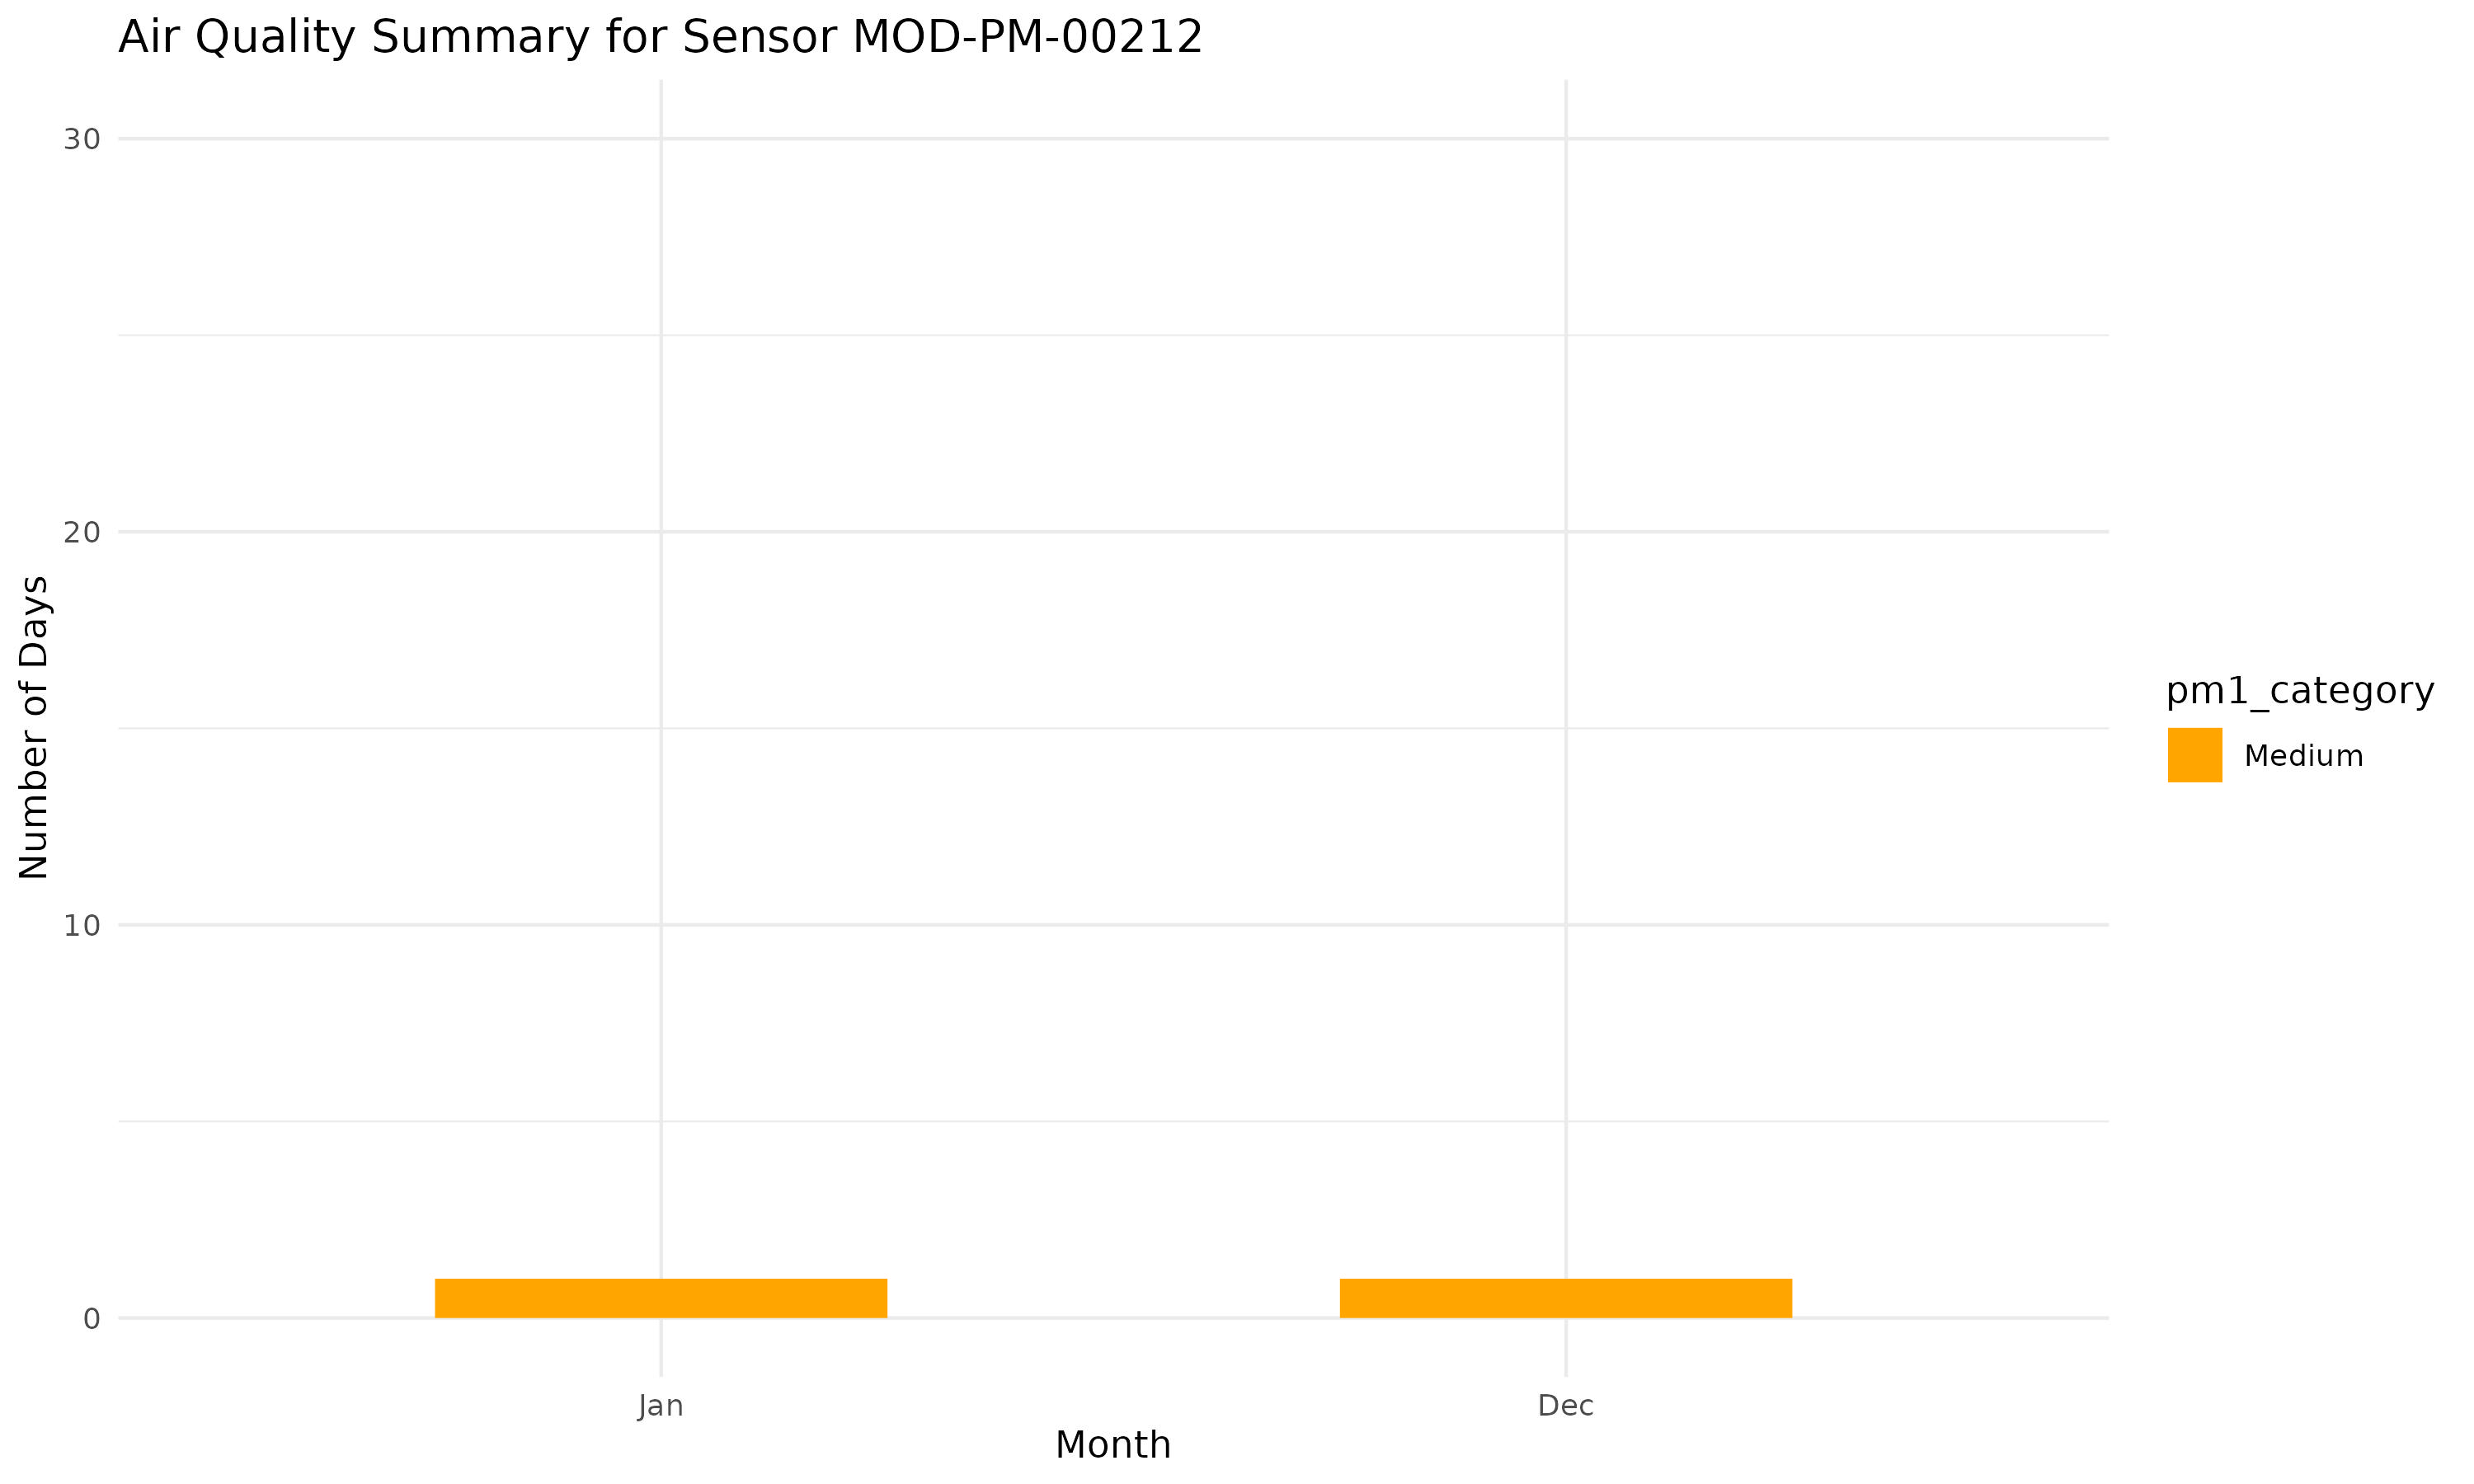 Air Quality Summary for Sensor MOD-PM-00212
30
20
10
0
Number of Days
Jan
Dec
Month
pm1_category
Medium